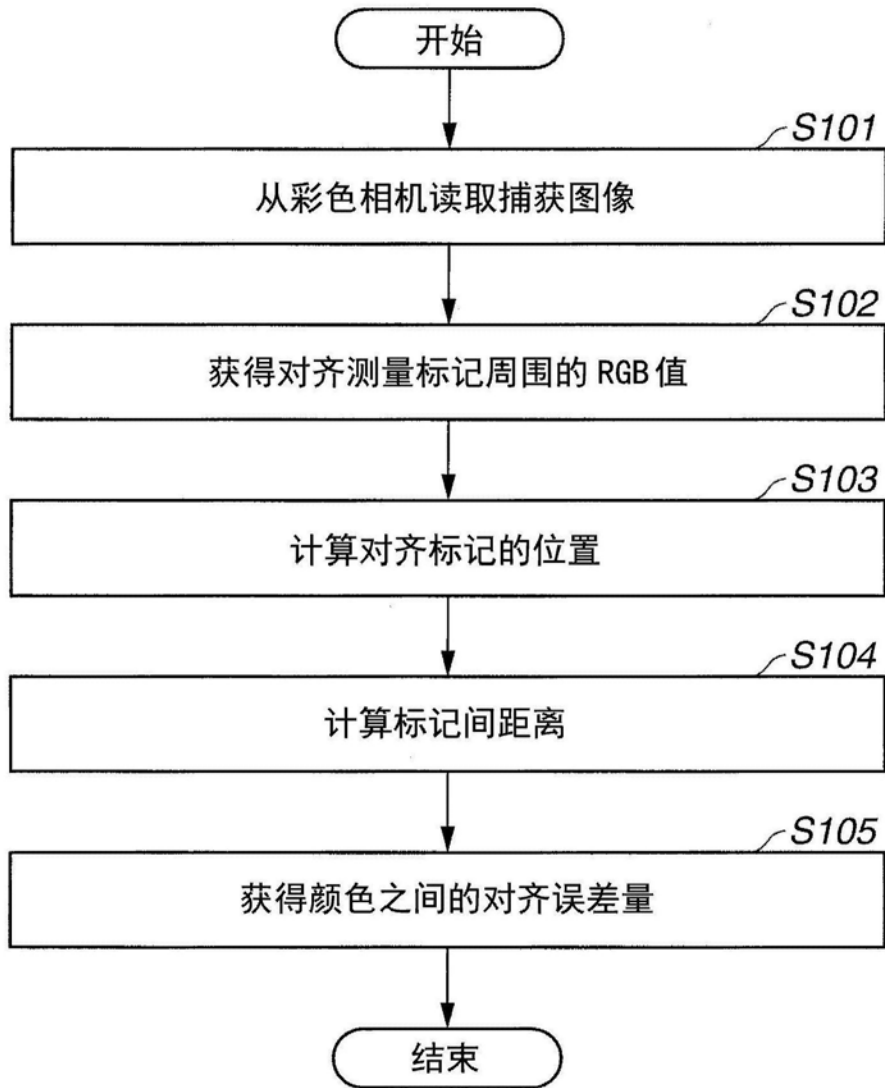 开始
S101
从彩色相机读取捕获图像
S102
获得对齐测量标记周围的 RGB 值
S103
计算对齐标记的位置
S104
计算标记间距离
S105
获得颜色之间的对齐误差量
结束